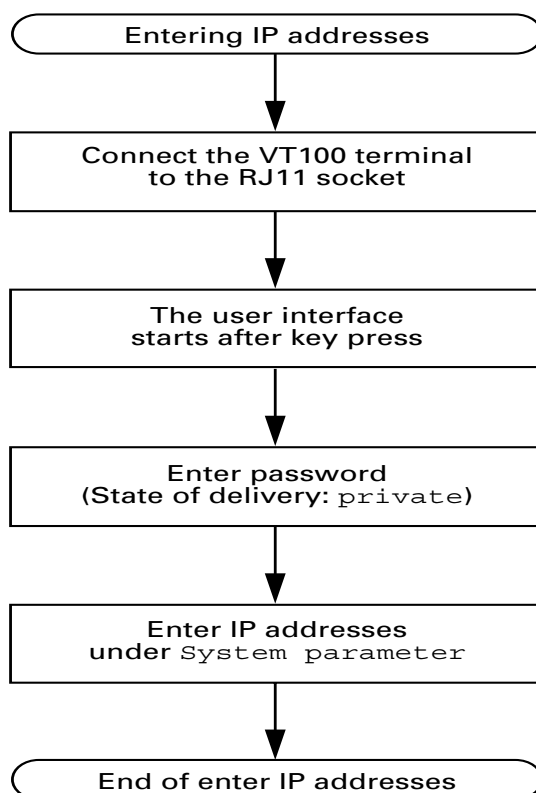 Entering IP addresses
Connect the VT100 terminal
to the RJ11 socket
The user interface
starts after key press
Enter password
(State of delivery: private)
Enter IP addresses
under System parameter
End of enter IP addresses